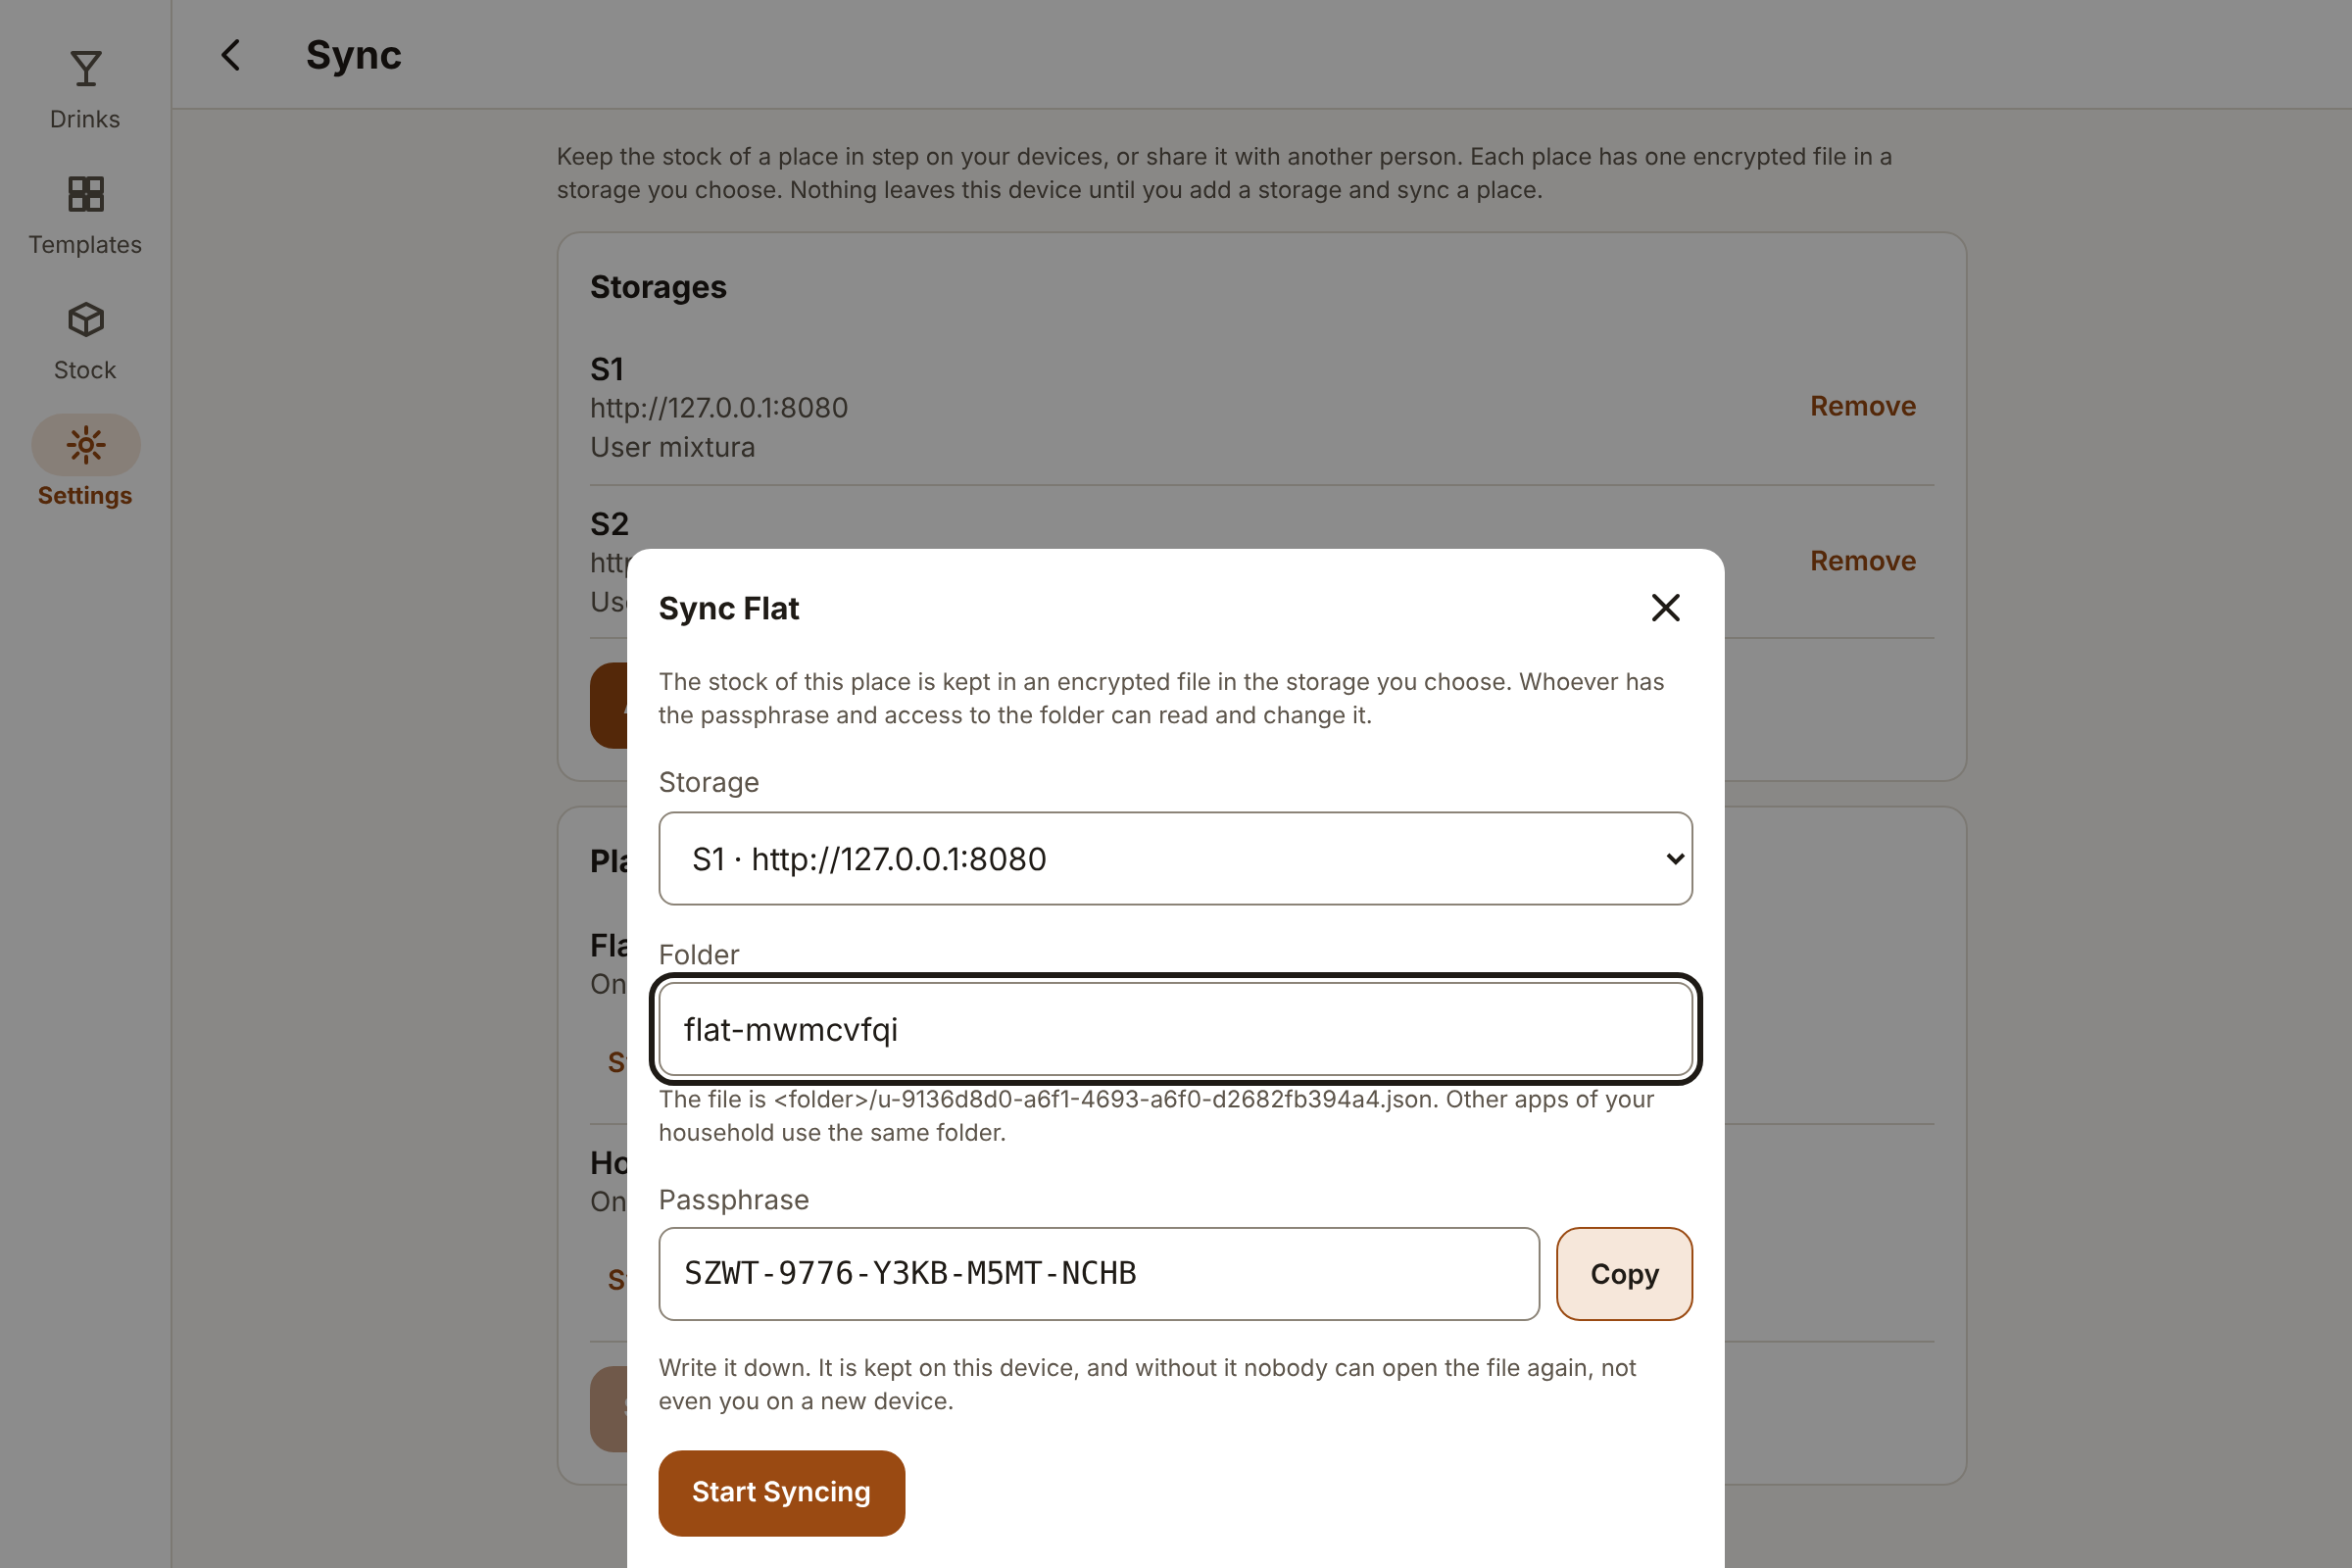 Drinks
Templates
Stock
Settings
Sync
Keep the stock of a place in step on your devices, or share it with another person. Each place has one encrypted file in a
storage you choose. Nothing leaves this device until you add a storage and sync a place.
Storages
S1
http://127.0.0.1:8080
User mixtura
Remove
S2
Remove
Sync Flat
The stock of this place is kept in an encrypted file in the storage you choose. Whoever has
the passphrase and access to the folder can read and change it.
Storage
S1 · http://127.0.0.1:8080
Folder
flat-mwmcvfqi
The file is <folder>/u-9136d8d0-a6f1-4693-a6f0-d2682fb394a4.json. Other apps of your
household use the same folder.
Passphrase
SZWT-9776-Y3KB-M5MT-NCHB
Copy
Write it down. It is kept on this device, and without it nobody can open the file again, not
even you on a new device.
Start Syncing